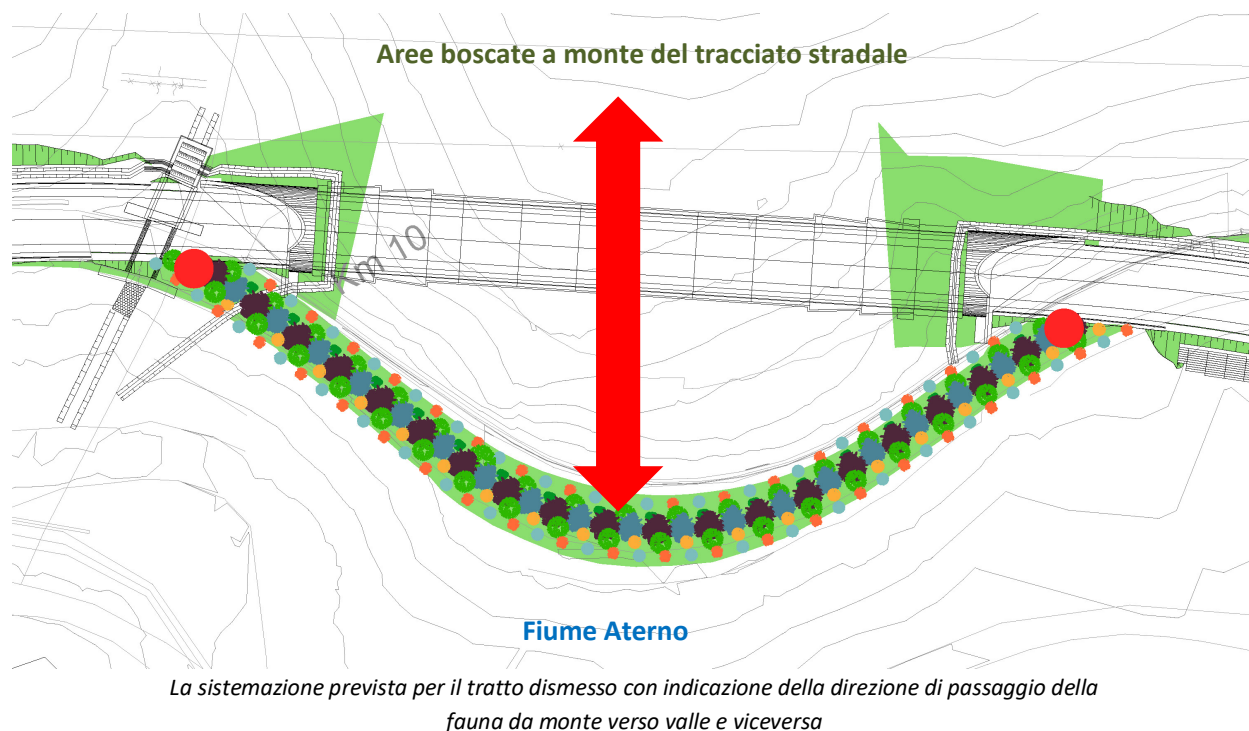 Aree boscate a monte del tracciato stradale
Km 10
Fiume Aterno
La sistemazione prevista per il tratto dismesso con indicazione della direzione di passaggio della
fauna da monte verso valle e viceversa